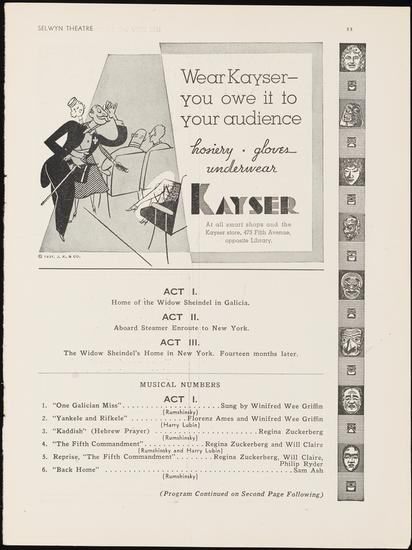 SELWYN THEATRE
Wear Kayser—
you owe it to
your audience
hosiery · gloves
underwear
KAYSER
At all smart shops and the
Kayser store, 473 Fifth Avenue,
opposite Library.
© 1931, J. K. & CO.
ACT I.
Home of the Widow Sheindel in Galicia.
ACT II.
Aboard Steamer Enroute to New York.
ACT III.
The Widow Sheindel's Home in New York. Fourteen months later.
MUSICAL NUMBERS
ACT I.
1. "One Galician Miss" . . . . . . . . . . . . . . . . . . . . Sung by Winifred Wee Griffin
[Rumshinsky]
2. "Yankele and Rifkele" . . . . . . . . . . . . Florenz Ames and Winifred Wee Griffin
[Harry Lubin]
3. "Kaddish" (Hebrew Prayer) . . . . . . . . . . . . . . . . . . . . . Regina Zuckerberg
[Rumshinsky]
4. "The Fifth Commandment" . . . . . . . . . . . . Regina Zuckerberg and Will Claire
[Rumshinsky and Harry Lubin]
5. Reprise, "The Fifth Commandment" . . . . . . . Regina Zuckerberg, Will Claire,
Philip Ryder
6. "Back Home" . . . . . . . . . . . . . . . . . . . . . . . . . . . . . . . . . . . . Sam Ash
[Rumshinsky]
(Program Continued on Second Page Following)